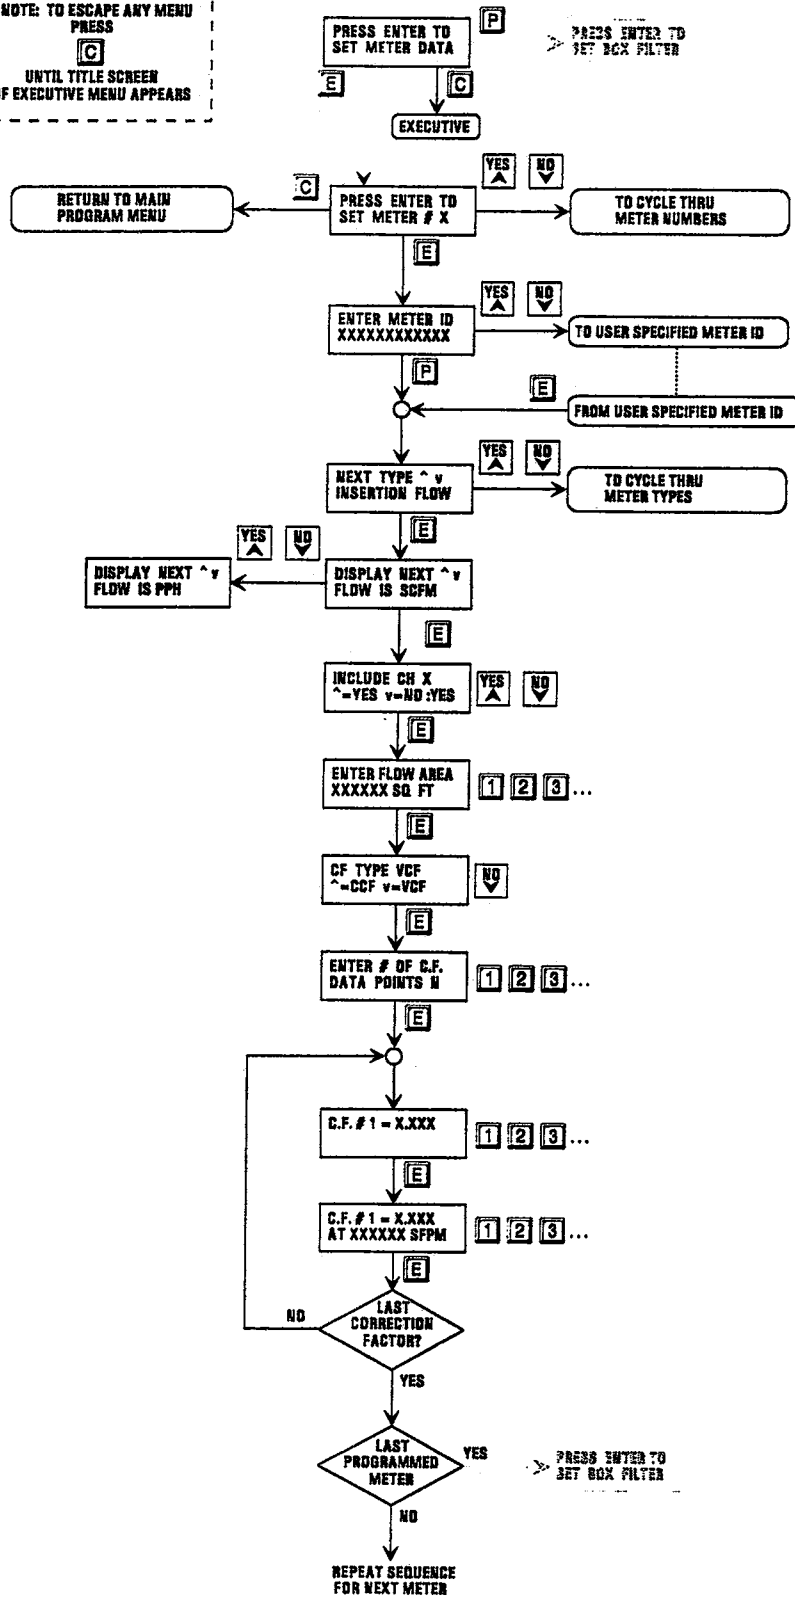 NOTE: TO ESCAPE ANY MENU
PRESS
C
UNTIL TITLE SCREEN
OF EXECUTIVE MENU APPEARS
PRESS ENTER TO
SET METER DATA
P
PRESS ENTER TO
SET BOX FILTER
E
C
EXECUTIVE
YES NO
C
RETURN TO MAIN
PROGRAM MENU
PRESS ENTER TO
SET METER # X
TO CYCLE THRU
METER NUMBERS
E
YES NO
ENTER METER ID
XXXXXXXXXXXX
TO USER SPECIFIED METER ID
P
E
FROM USER SPECIFIED METER ID
YES NO
NEXT TYPE ^ v
INSERTION FLOW
TO CYCLE THRU
METER TYPES
E
YES NO
DISPLAY NEXT ^ v
FLOW IS PPH
DISPLAY NEXT ^ v
FLOW IS SCFM
E
INCLUDE CH X
^=YES v=NO :YES
YES NO
E
ENTER FLOW AREA
XXXXXX SQ FT
1 2 3 ...
E
CF TYPE VCF
^=CCF v=VCF
NO
E
ENTER # OF C.F.
DATA POINTS N
1 2 3 ...
E
C.F. # 1 = X.XXX
1 2 3 ...
E
C.F. # 1 = X.XXX
AT XXXXXX SFPM
1 2 3 ...
E
NO
LAST
CORRECTION
FACTOR?
YES
LAST
PROGRAMMED
METER
YES
PRESS ENTER TO
SET BOX FILTER
NO
REPEAT SEQUENCE
FOR NEXT METER